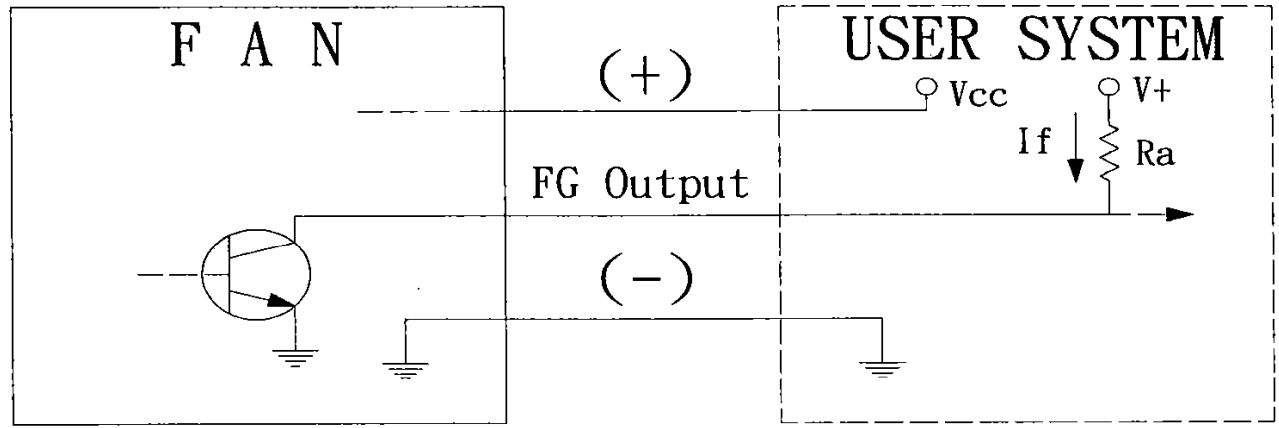 F A N
USER SYSTEM
(+)
Vcc
V+
If
Ra
FG Output
(-)